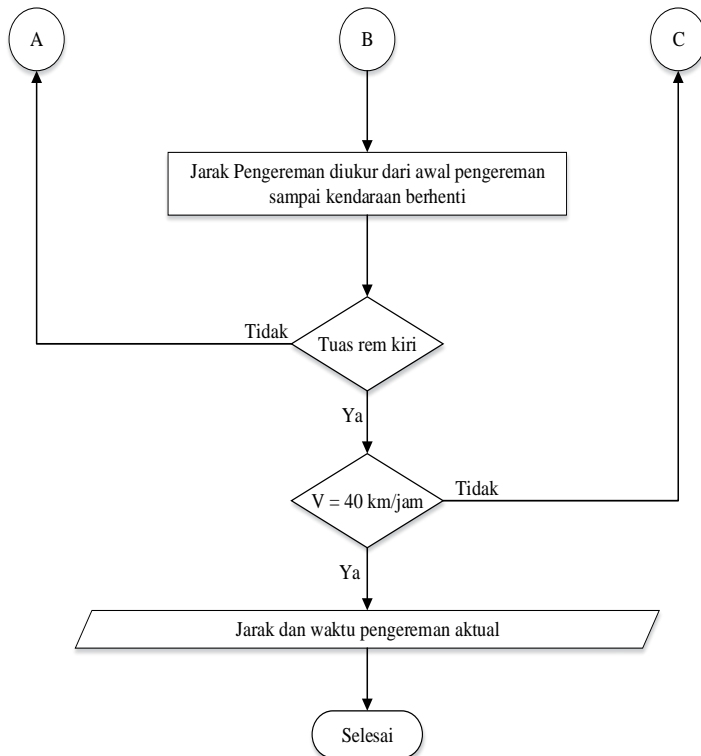 A
B
C
Jarak Pengereman diukur dari awal pengereman
sampai kendaraan berhenti
Tidak
Tuas rem kiri
Ya
V = 40 km/jam
Tidak
Ya
Jarak dan waktu pengereman aktual
Selesai